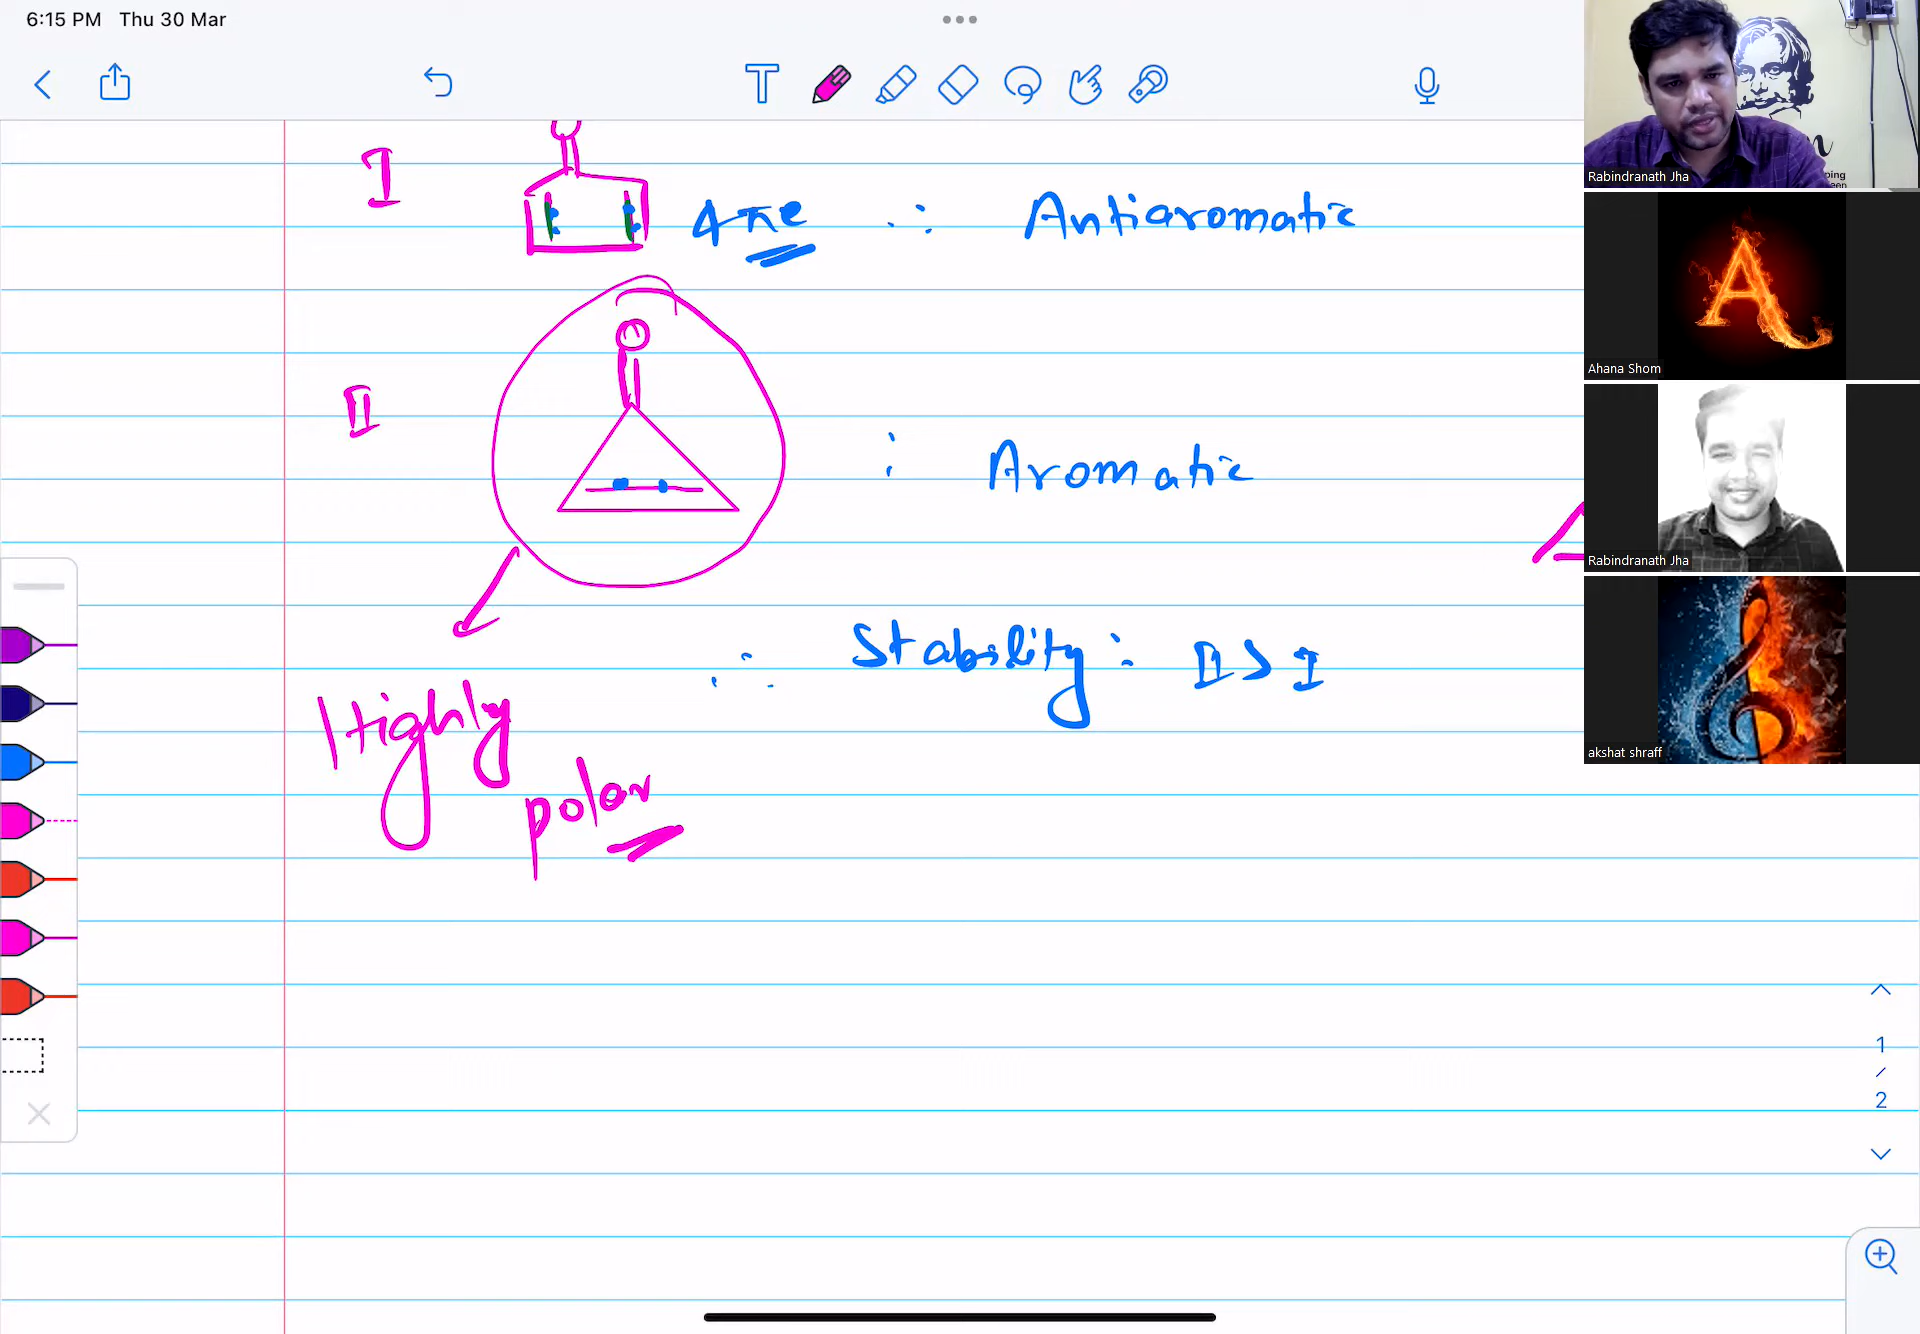 6:15 PM Thu 30 Mar
I
O
4πe ∴ Antiaromatic
II
O
: Aromatic
∴ Stability: II > I
Highly
polar
Rabindranath Jha
Ahana Shom
Rabindranath Jha
akshat shraff
1
/
2